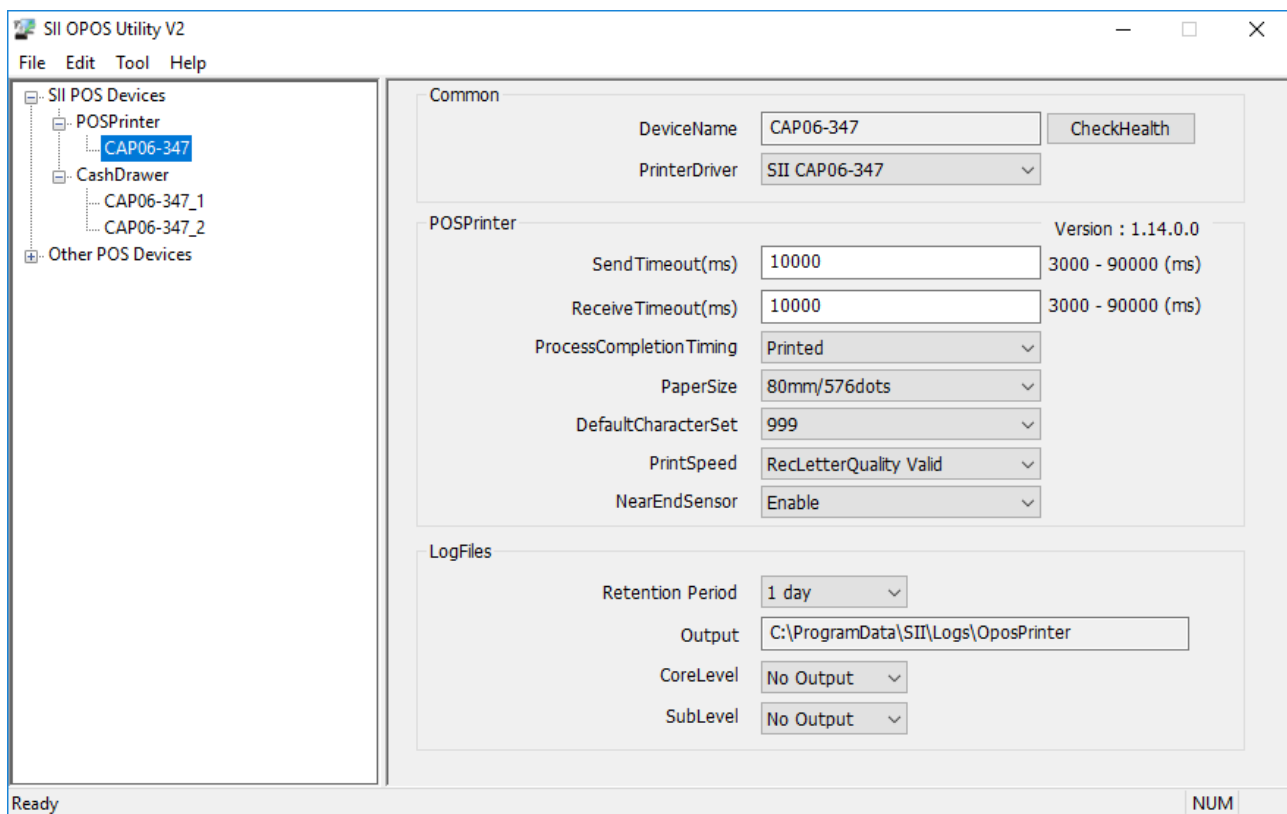 SII OPOS Utility V2
File Edit Tool Help
SII POS Devices
POSPrinter
CAP06-347
CashDrawer
CAP06-347_1
CAP06-347_2
Other POS Devices
Common
DeviceName CAP06-347 CheckHealth
PrinterDriver SII CAP06-347
POSPrinter
Version : 1.14.0.0
SendTimeout(ms) 10000 3000 - 90000 (ms)
ReceiveTimeout(ms) 10000 3000 - 90000 (ms)
ProcessCompletionTiming Printed
PaperSize 80mm/576dots
DefaultCharacterSet 999
PrintSpeed RecLetterQuality Valid
NearEndSensor Enable
LogFiles
Retention Period 1 day
Output C:\ProgramData\SII\Logs\OposPrinter
CoreLevel No Output
SubLevel No Output
Ready NUM